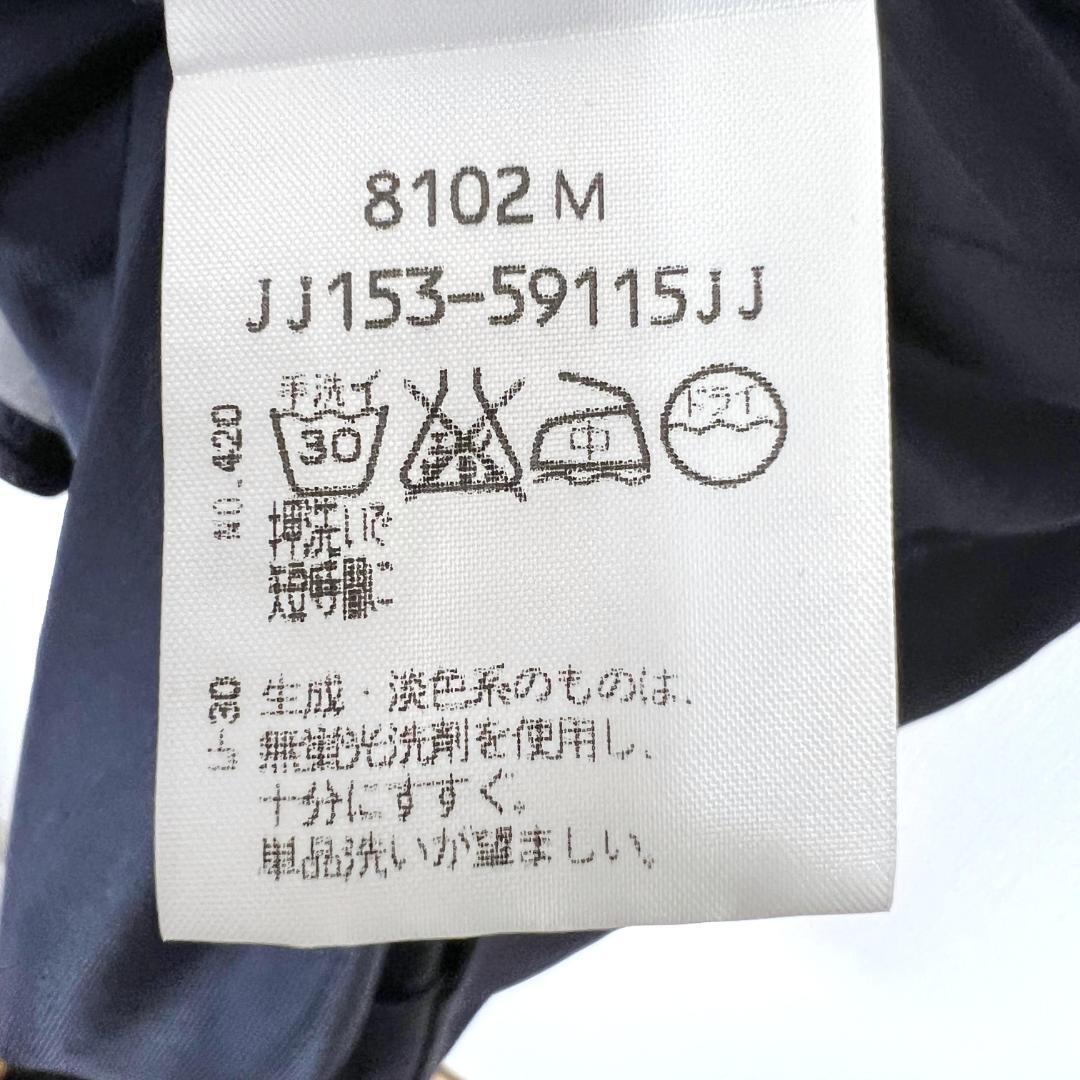 8102 M
JJ153-59115JJ
手洗イ
30
中
ドライ
NO.420
押洗いで
短時間に
生成・淡色系のものは、
無蛍光洗剤を使用し、
十分にすすぐ。
単品洗いが望ましい。